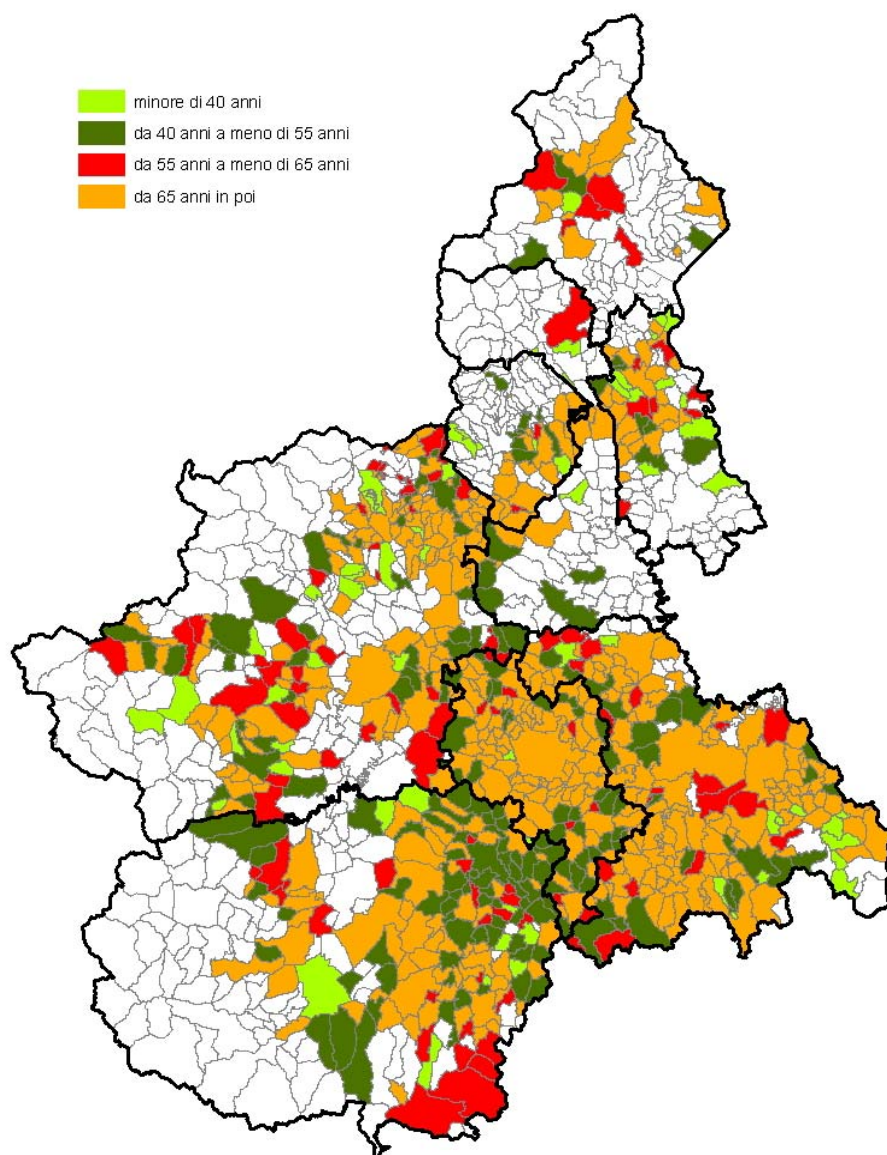 minore di 40 anni
da 40 anni a meno di 55 anni
da 55 anni a meno di 65 anni
da 65 anni in poi